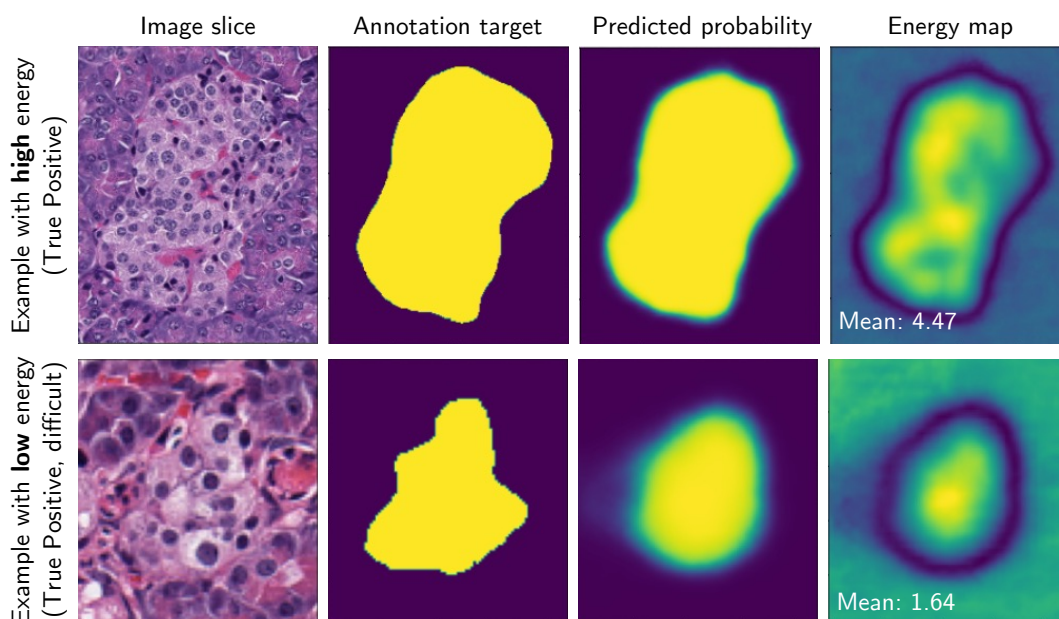 Image slice
Annotation target
Predicted probability
Energy map
Example with high energy
(True Positive)
Mean: 4.47
Example with low energy
(True Positive, difficult)
Mean: 1.64